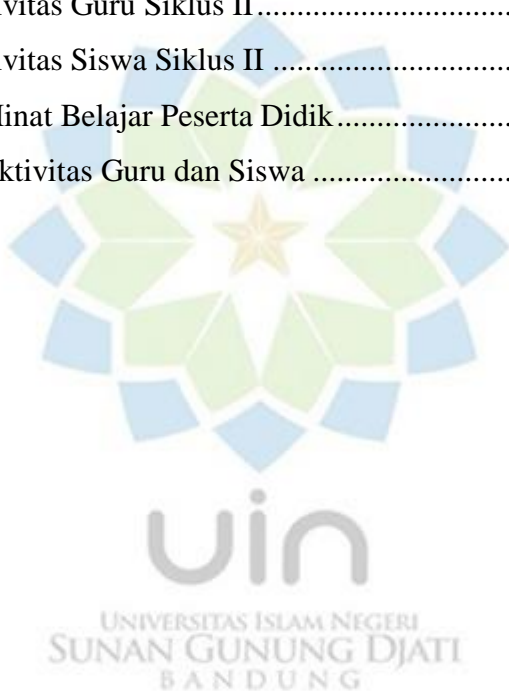 vitas Guru Siklus II..............................
vitas Siswa Siklus II ..............................
Minat Belajar Peserta Didik......................
ktivitas Guru dan Siswa ..........................
uin
UNIVERSITAS ISLAM NEGERI
SUNAN GUNUNG DJATI
BANDUNG